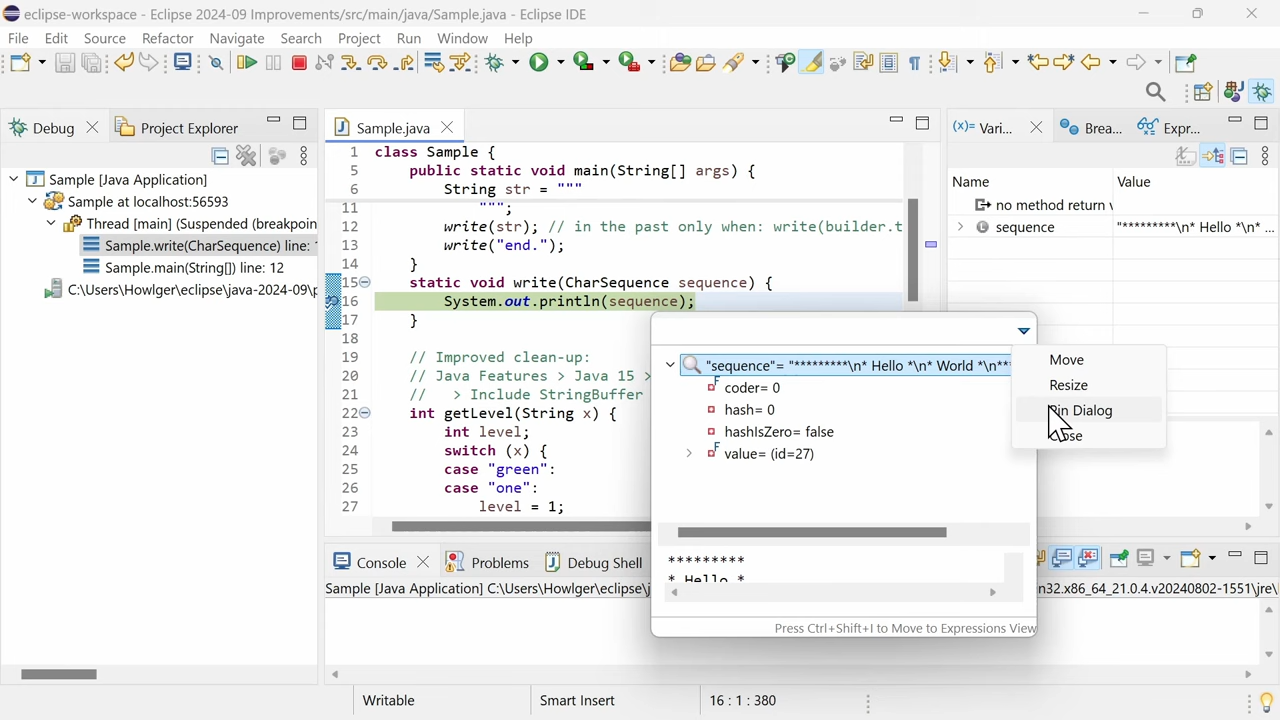 eclipse-workspace - Eclipse 2024-09 Improvements/src/main/java/Sample.java - Eclipse IDE
File Edit Source Refactor Navigate Search Project Run Window Help
Debug Project Explorer
Sample [Java Application]
Sample at localhost:56593
Thread [main] (Suspended (breakpoin
Sample.write(CharSequence) line: 1
Sample.main(String[]) line: 12
C:\Users\Howlger\eclipse\java-2024-09\p
Sample.java
1 class Sample {
5 public static void main(String[] args) {
6 String str = """
11 """;
12 write(str); // in the past only when: write(builder.t
13 write("end.");
14 }
15 static void write(CharSequence sequence) {
16 System.out.println(sequence);
17 }
18
19 // Improved clean-up:
20 // Java Features > Java 15 >
21 // > Include StringBuffer
22 int getLevel(String x) {
23 int level;
24 switch (x) {
25 case "green":
26 case "one":
27 level = 1;
(x)= Vari... Brea... Expr...
Name Value
no method return v
sequence "*********\n* Hello *\n* ...
"sequence"= "*********\n* Hello *\n* World *\n***
coder= 0
hash= 0
hashIsZero= false
value= (id=27)
*********
* Hello *
Press Ctrl+Shift+I to Move to Expressions View
Move
Resize
Pin Dialog
Close
Console Problems Debug Shell
Sample [Java Application] C:\Users\Howlger\eclipse\j
n32.x86_64_21.0.4.v20240802-1551\jre\
Writable Smart Insert 16 : 1 : 380